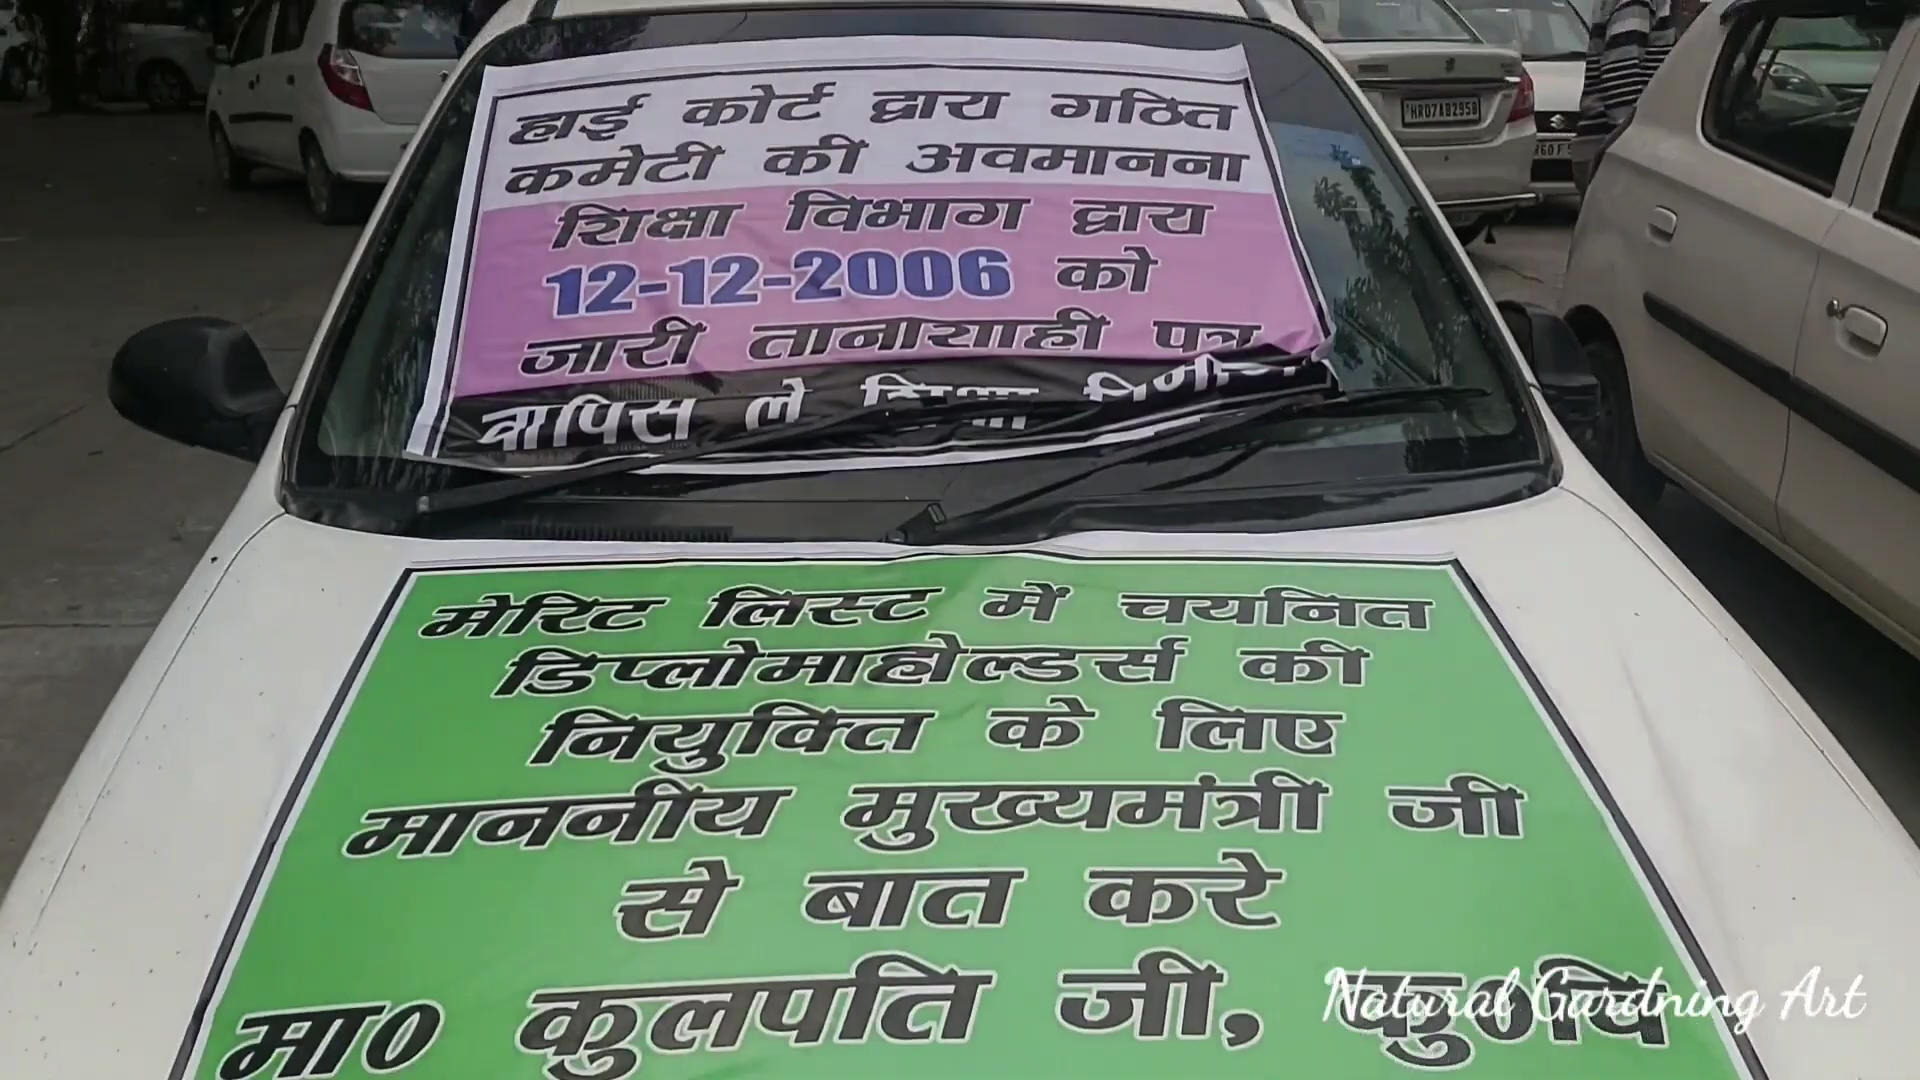 हाई कोर्ट द्वारा गठित
कमेटी की अवमानना
शिक्षा विभाग द्वारा
12-12-2006 को
जारी तानाशाही पत्र
वापिस ले शिक्षा विभाग
मेरिट लिस्ट में चयनित
डिप्लोमाहोल्डर्स की
नियुक्ति के लिए
माननीय मुख्यमंत्री जी
से बात करे
मा0 कुलपति जी, कु0वि
Natural Gardning Art
HR07AB2958